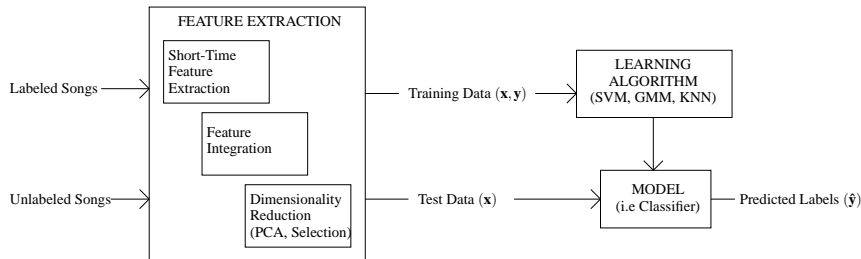 FEATURE EXTRACTION
Short-Time
Feature
Extraction
Feature
Integration
Dimensionality
Reduction
(PCA, Selection)
Labeled Songs
Unlabeled Songs
Training Data (x, y)
Test Data (x)
LEARNING
ALGORITHM
(SVM, GMM, KNN)
MODEL
(i.e Classifier)
Predicted Labels (ŷ)